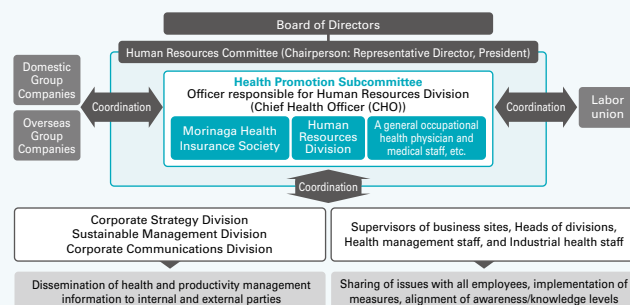 Board of Directors
Human Resources Committee (Chairperson: Representative Director, President)
Domestic
Group
Companies
Overseas
Group
Companies
Coordination
Health Promotion Subcommittee
Officer responsible for Human Resources Division
(Chief Health Officer (CHO))
Morinaga Health
Insurance Society
Human
Resources
Division
A general occupational
health physician and
medical staff, etc.
Coordination
Labor
union
Coordination
Corporate Strategy Division
Sustainable Management Division
Corporate Communications Division
Supervisors of business sites, Heads of divisions,
Health management staff, and Industrial health staff
Dissemination of health and productivity management
information to internal and external parties
Sharing of issues with all employees, implementation of
measures, alignment of awareness/knowledge levels